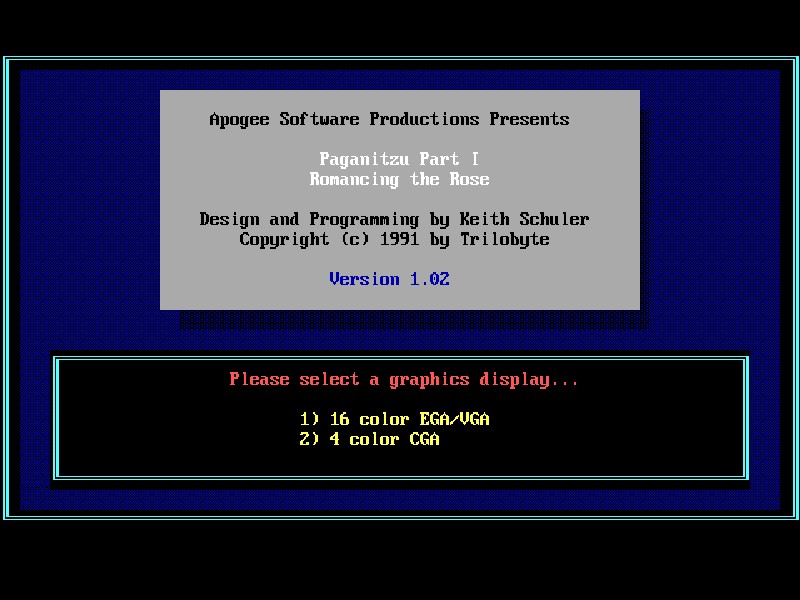 Apogee Software Productions Presents
Paganitzu Part I
Romancing the Rose
Design and Programming by Keith Schuler
Copyright (c) 1991 by Trilobyte
Version 1.02
Please select a graphics display...
1) 16 color EGA/VGA
2) 4 color CGA